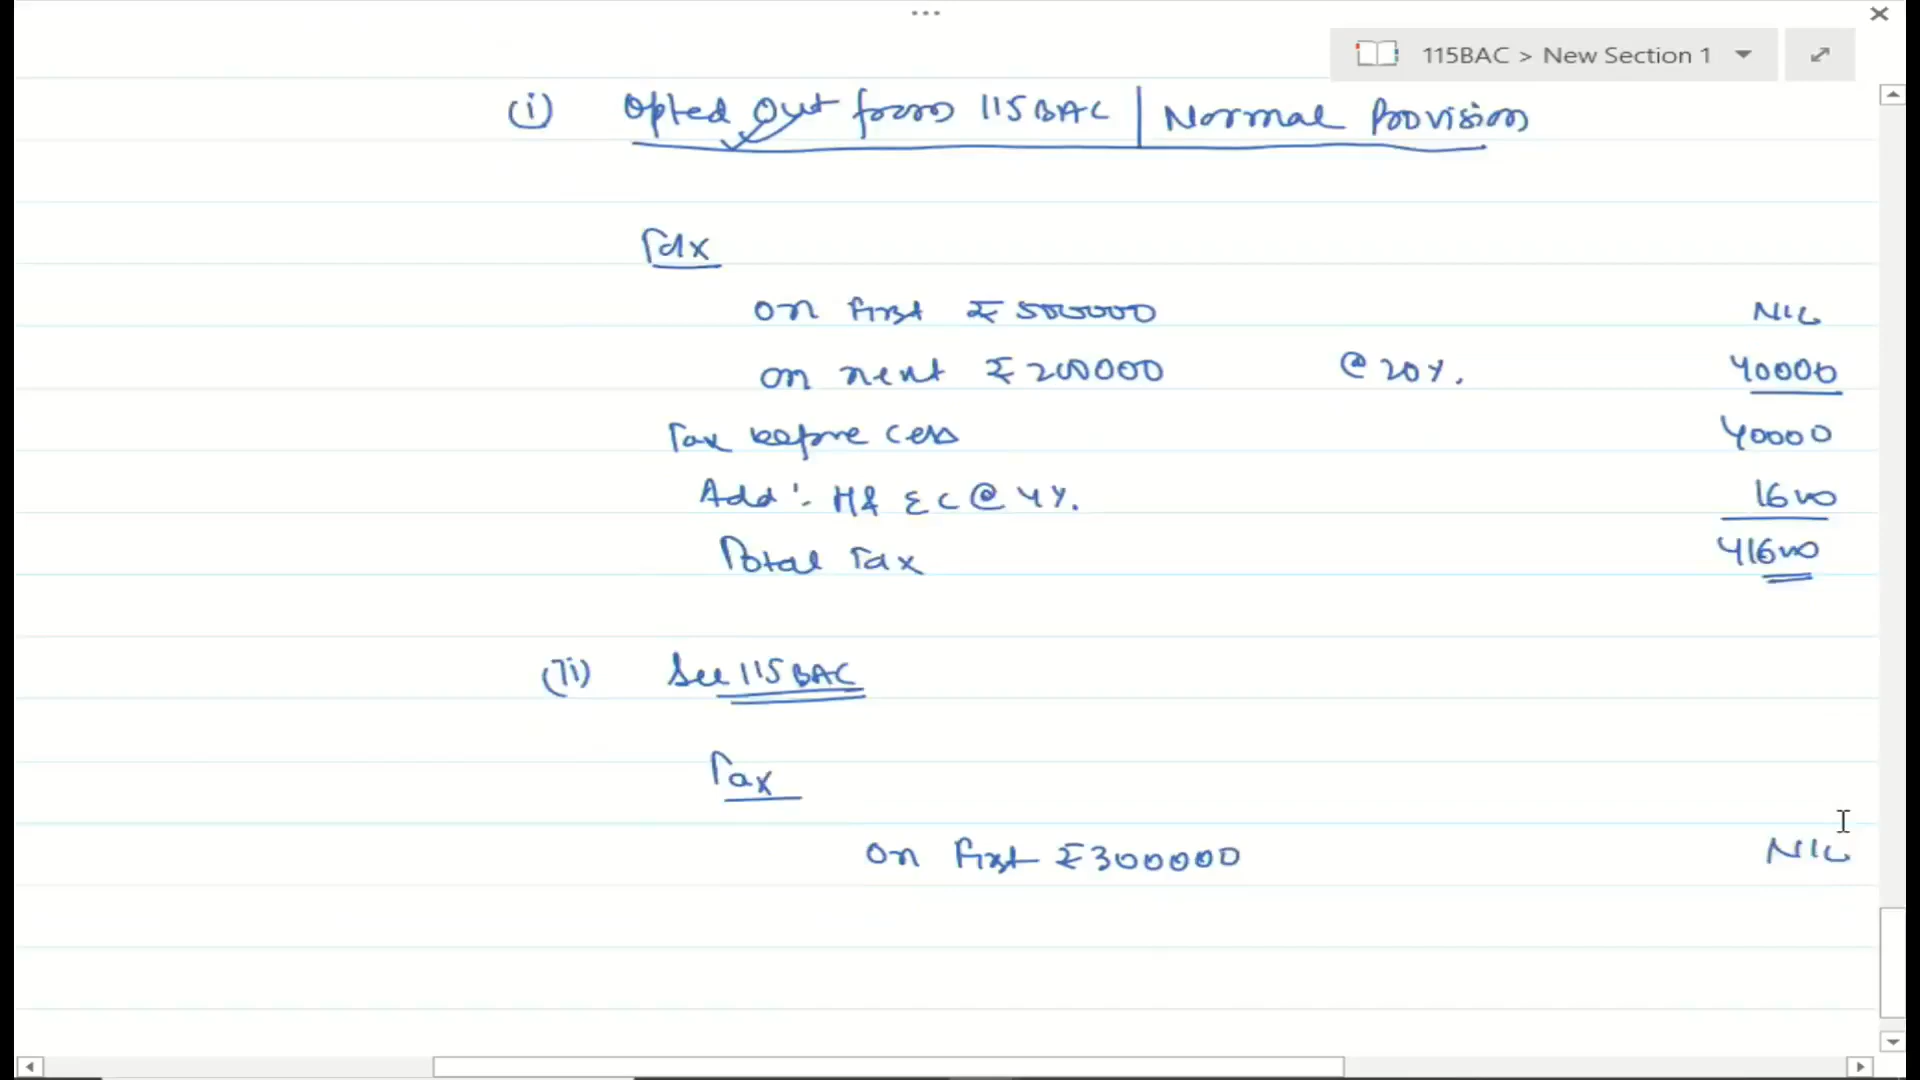 115BAC > New Section 1
(i) Opted Out from 115BAC | Normal Provision
Tax
on first ₹ 500000 NIL
on next ₹ 200000 @ 20%. 40000
Tax before cess 40000
Add:- H & EC @ 4%. 1600
Total Tax 41600
(ii) Sec 115BAC
Tax
On first ₹ 300000 NIL